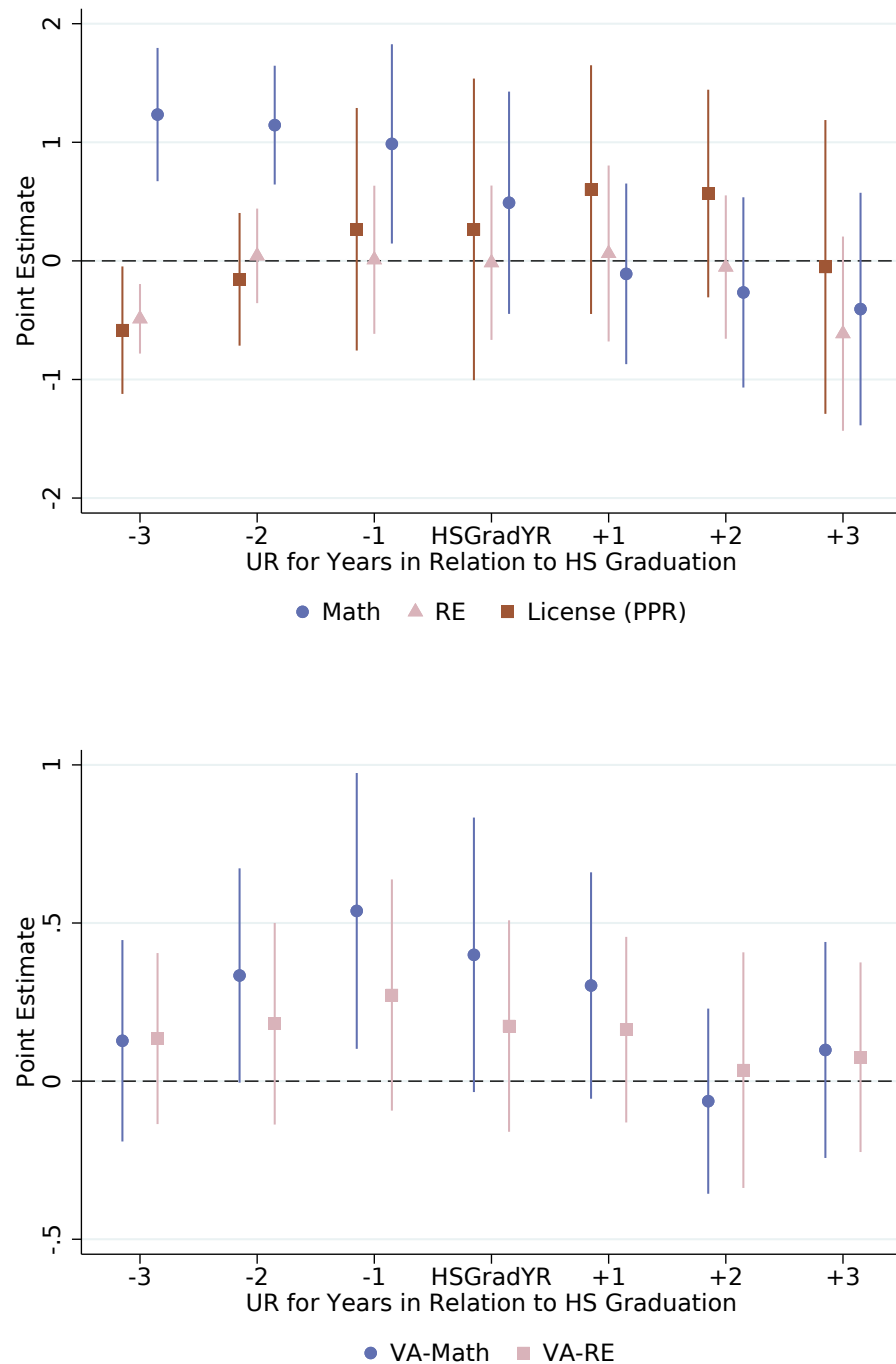 2
1
0
-1
-2
Point Estimate
-3 -2 -1 HSGradYR +1 +2 +3
UR for Years in Relation to HS Graduation
Math RE License (PPR)
1
.5
0
-.5
Point Estimate
-3 -2 -1 HSGradYR +1 +2 +3
UR for Years in Relation to HS Graduation
VA-Math VA-RE